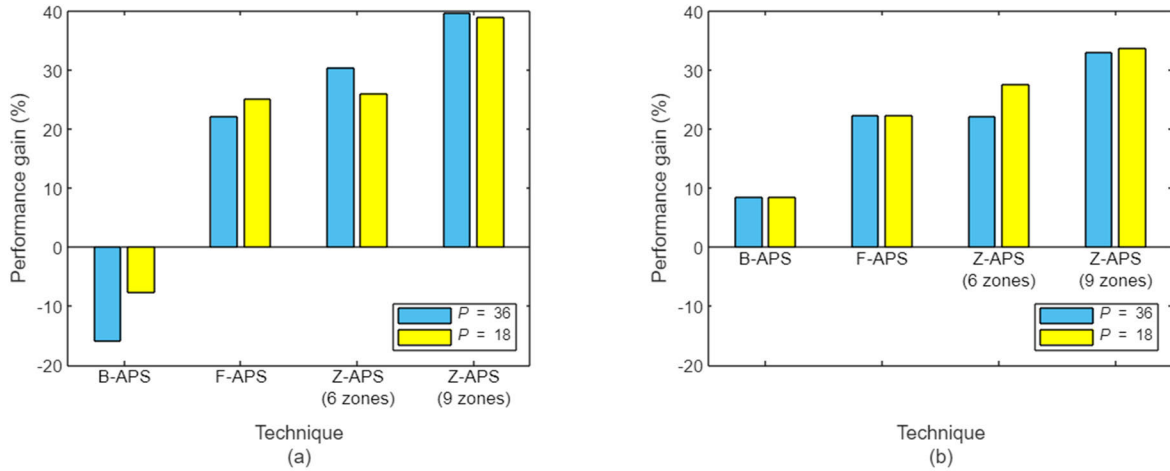 40
30
20
10
0
-10
-20
Performance gain (%)
B-APS
F-APS
Z-APS
(6 zones)
Z-APS
(9 zones)
P = 36
P = 18
Technique
(a)
40
30
20
10
0
-10
-20
Performance gain (%)
B-APS
F-APS
Z-APS
(6 zones)
Z-APS
(9 zones)
P = 36
P = 18
Technique
(b)